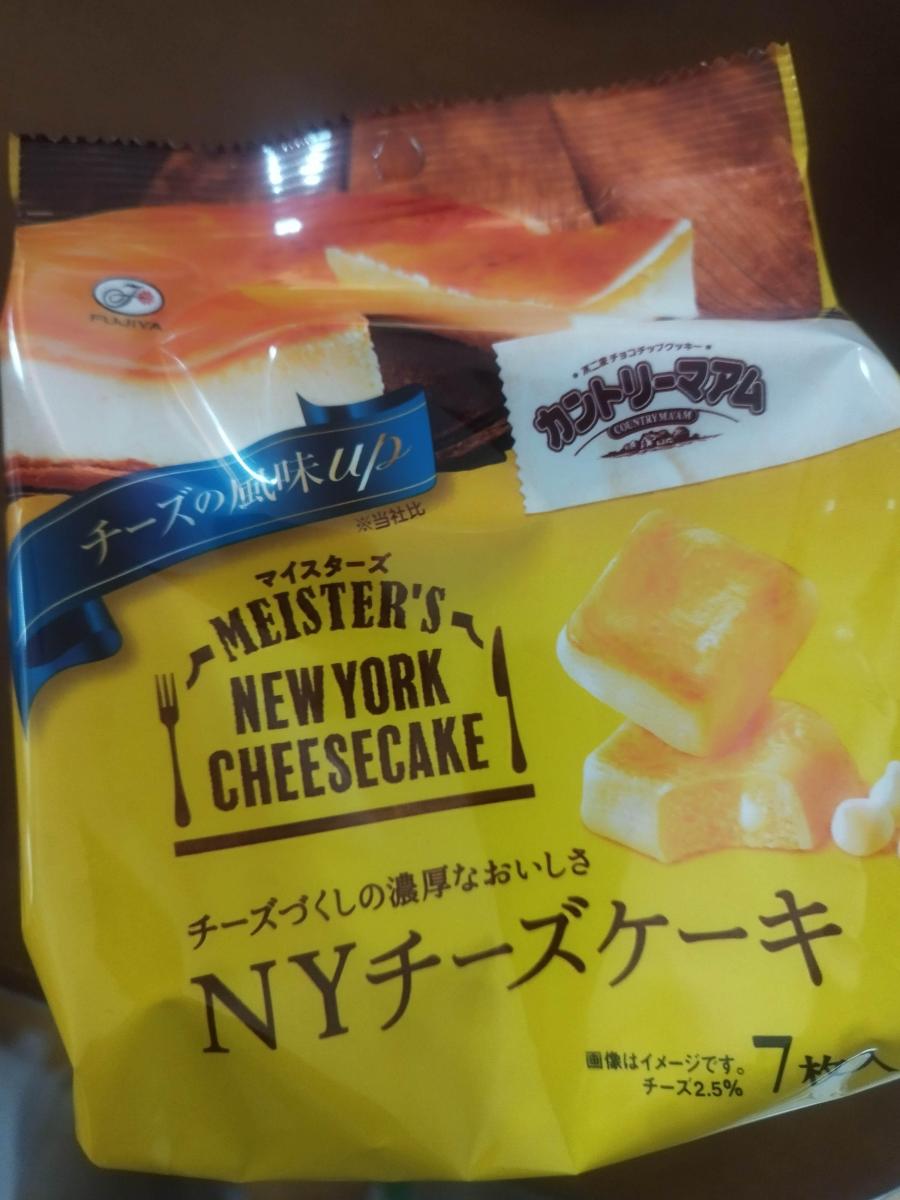 FUJIYA
不二家チョコチップクッキー
カントリーマアム
COUNTRY MA'AM
チーズの風味up
※当社比
マイスターズ
MEISTER'S
NEW YORK
CHEESECAKE
チーズづくしの濃厚なおいしさ
NYチーズケーキ
画像はイメージです。
チーズ2.5%
7枚入